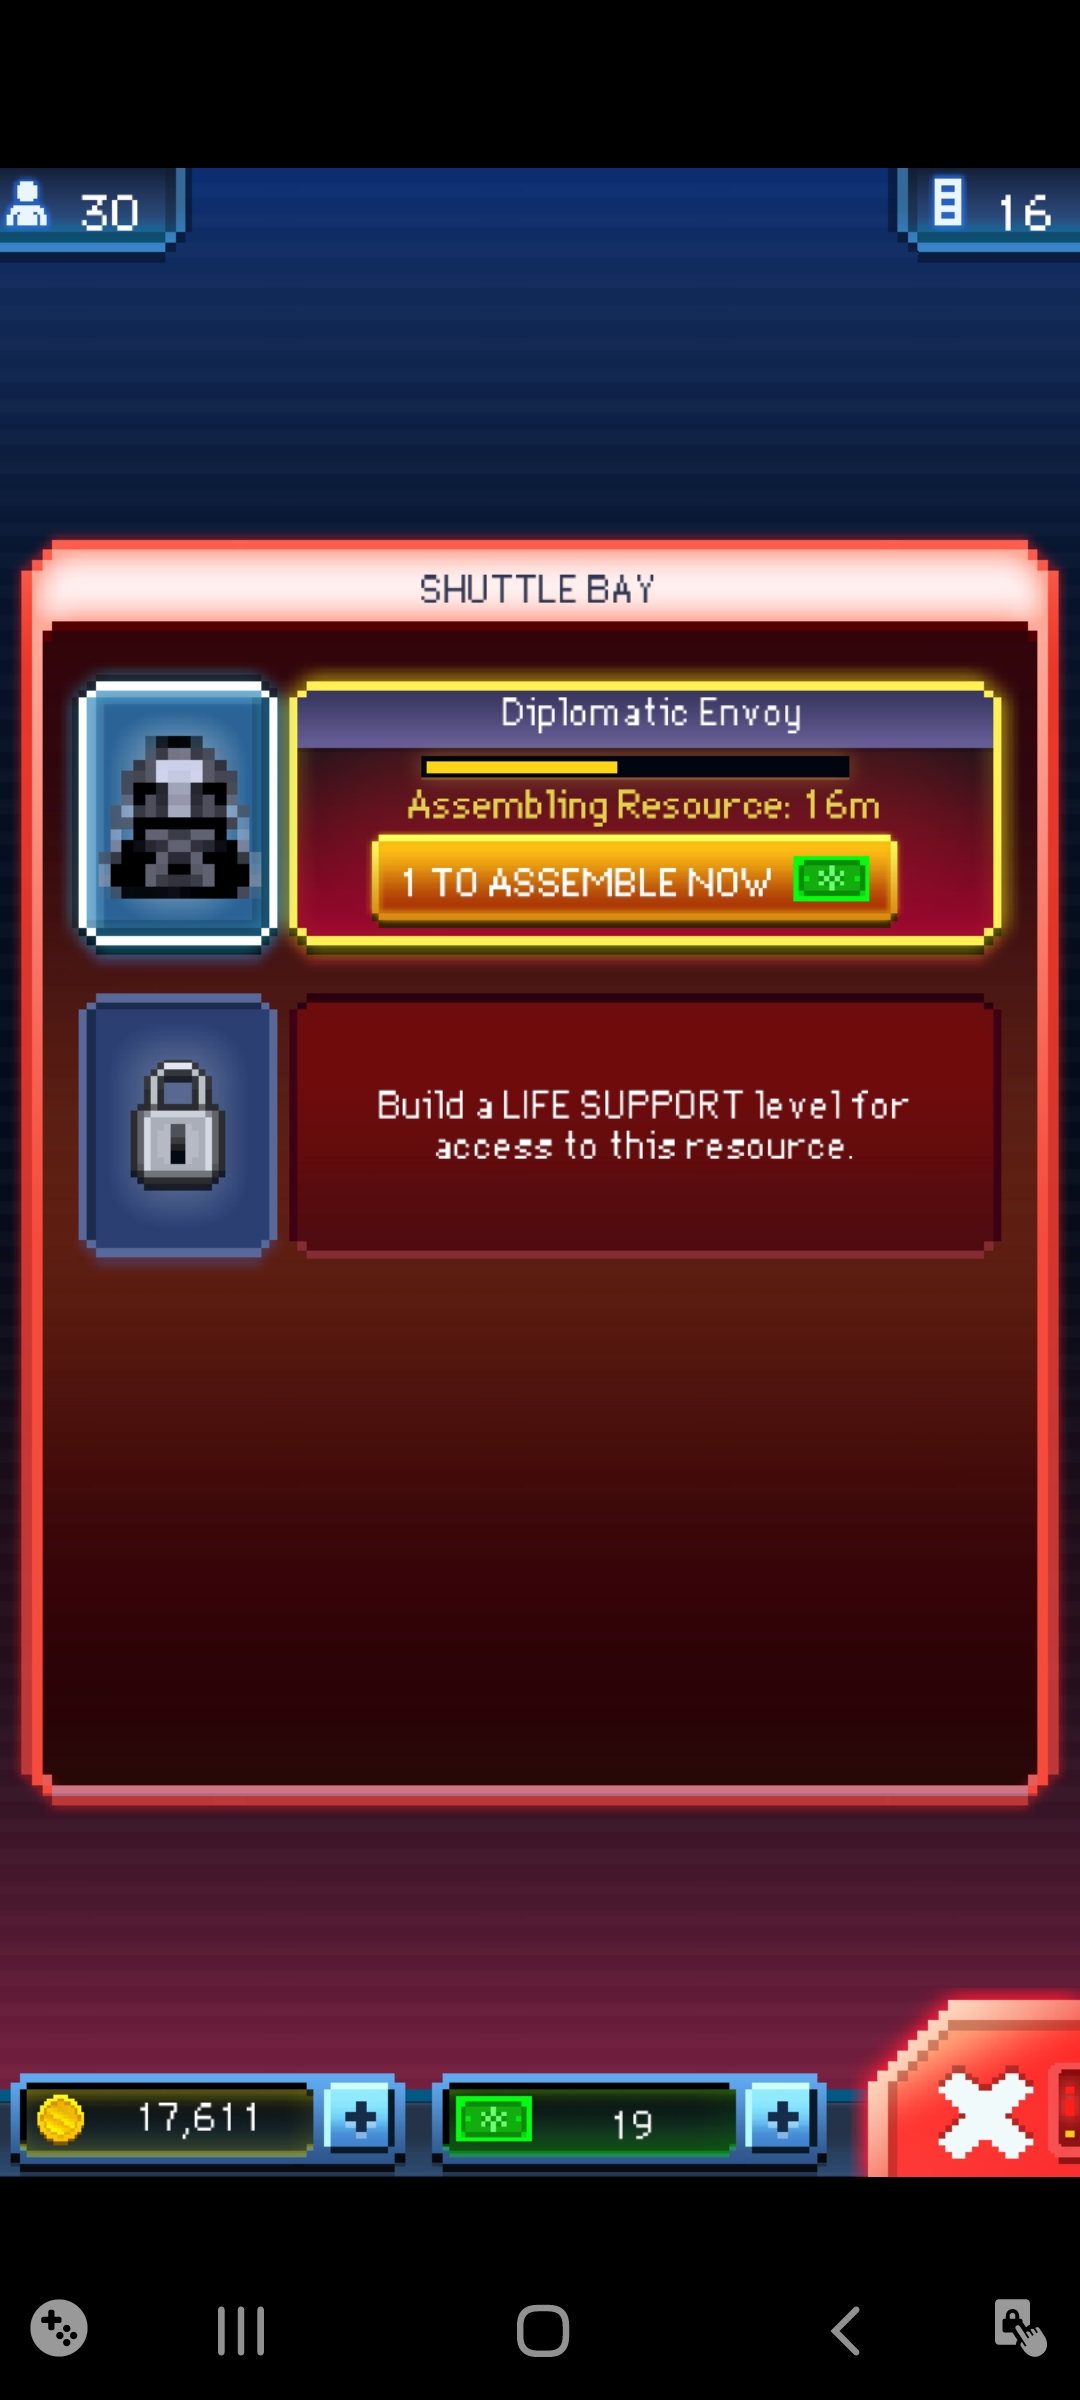 30
16
SHUTTLE BAY
Diplomatic Envoy
Assembling Resource: 16m
1 TO ASSEMBLE NOW
Build a LIFE SUPPORT level for
access to this resource.
17,611
19